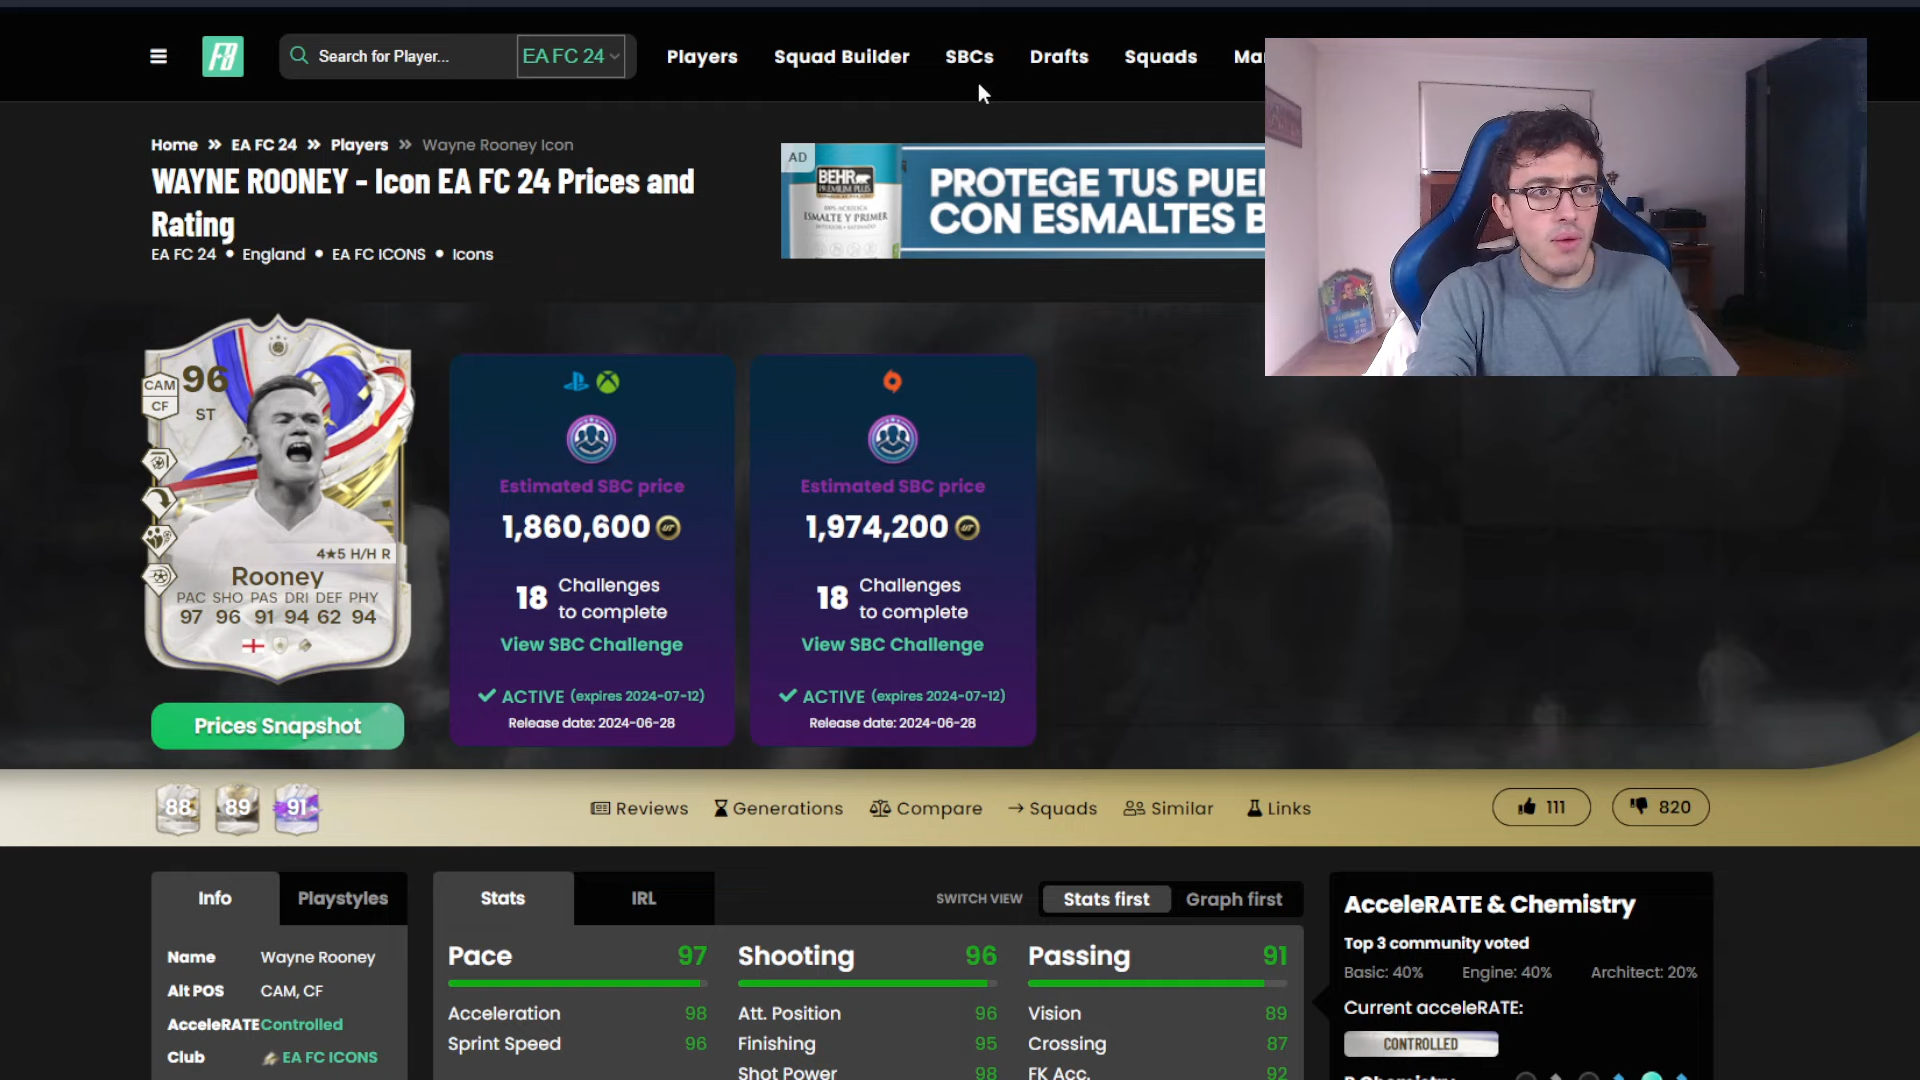 F8
Search for Player...
EA FC 24
Players
Squad Builder
SBCs
Drafts
Squads
Home » EA FC 24 » Players » Wayne Rooney Icon
WAYNE ROONEY - Icon EA FC 24 Prices and
Rating
EA FC 24 • England • EA FC ICONS • Icons
AD
BEHR
PREMIUM PLUS
ESMALTE Y PRIMER
PROTEGE TUS PUE
CON ESMALTES B
CAM
CF
96
ST
4★5 H/H R
Rooney
PAC SHO PAS DRI DEF PHY
97 96 91 94 62 94
Prices Snapshot
Estimated SBC price
1,860,600
18 Challenges
to complete
View SBC Challenge
ACTIVE (expires 2024-07-12)
Release date: 2024-06-28
Estimated SBC price
1,974,200
18 Challenges
to complete
View SBC Challenge
ACTIVE (expires 2024-07-12)
Release date: 2024-06-28
88 89 91
Reviews
Generations
Compare
Squads
Similar
Links
111
820
Info
Playstyles
Name Wayne Rooney
Alt POS CAM, CF
AcceleRATE Controlled
Club EA FC ICONS
Stats
IRL
SWITCH VIEW
Stats first
Graph first
Pace 97
Acceleration 98
Sprint Speed 96
Shooting 96
Att. Position 96
Finishing 95
Shot Power 98
Passing 91
Vision 89
Crossing 87
FK Acc. 92
AcceleRATE & Chemistry
Top 3 community voted
Basic: 40% Engine: 40% Architect: 20%
Current acceleRATE:
CONTROLLED